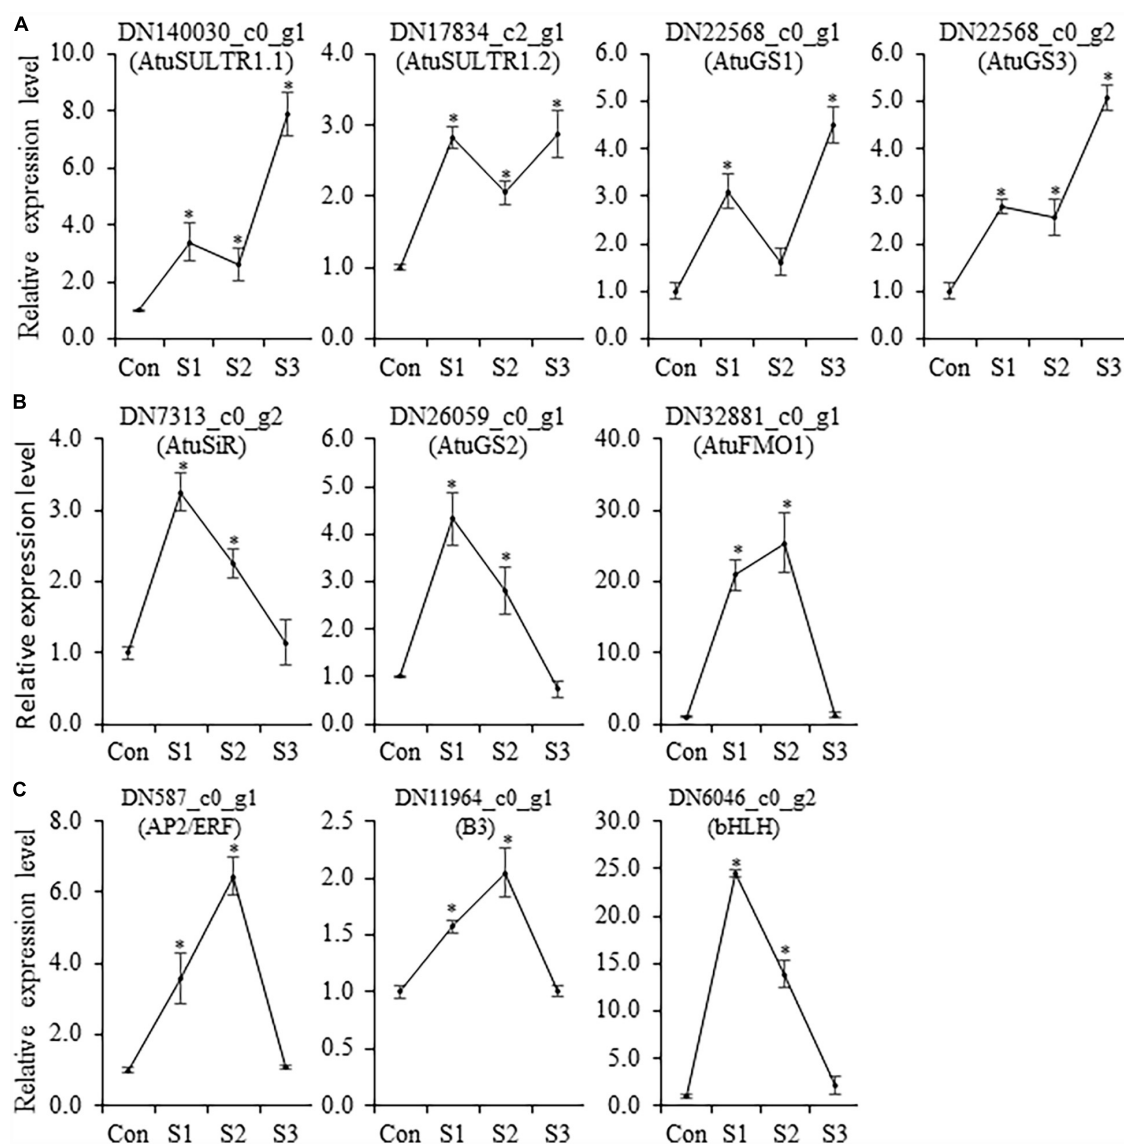 A
DN140030_c0_g1
(AtuSULTR1.1)
DN17834_c2_g1
(AtuSULTR1.2)
DN22568_c0_g1
(AtuGS1)
DN22568_c0_g2
(AtuGS3)
Relative expression level
10.0
8.0
6.0
4.0
2.0
0.0
* * *
Con S1 S2 S3
4.0
3.0
2.0
1.0
0.0
* * *
Con S1 S2 S3
6.0
5.0
4.0
3.0
2.0
1.0
0.0
* *
Con S1 S2 S3
6.0
5.0
4.0
3.0
2.0
1.0
0.0
* * *
Con S1 S2 S3
B
DN7313_c0_g2
(AtuSiR)
DN26059_c0_g1
(AtuGS2)
DN32881_c0_g1
(AtuFMO1)
Relative expression level
4.0
3.0
2.0
1.0
0.0
* *
Con S1 S2 S3
6.0
5.0
4.0
3.0
2.0
1.0
0.0
* *
Con S1 S2 S3
40.0
30.0
20.0
10.0
0.0
* *
Con S1 S2 S3
C
DN587_c0_g1
(AP2/ERF)
DN11964_c0_g1
(B3)
DN6046_c0_g2
(bHLH)
Relative expression level
8.0
6.0
4.0
2.0
0.0
* *
Con S1 S2 S3
2.5
2.0
1.5
1.0
0.5
0.0
* *
Con S1 S2 S3
30.0
25.0
20.0
15.0
10.0
5.0
0.0
* *
Con S1 S2 S3